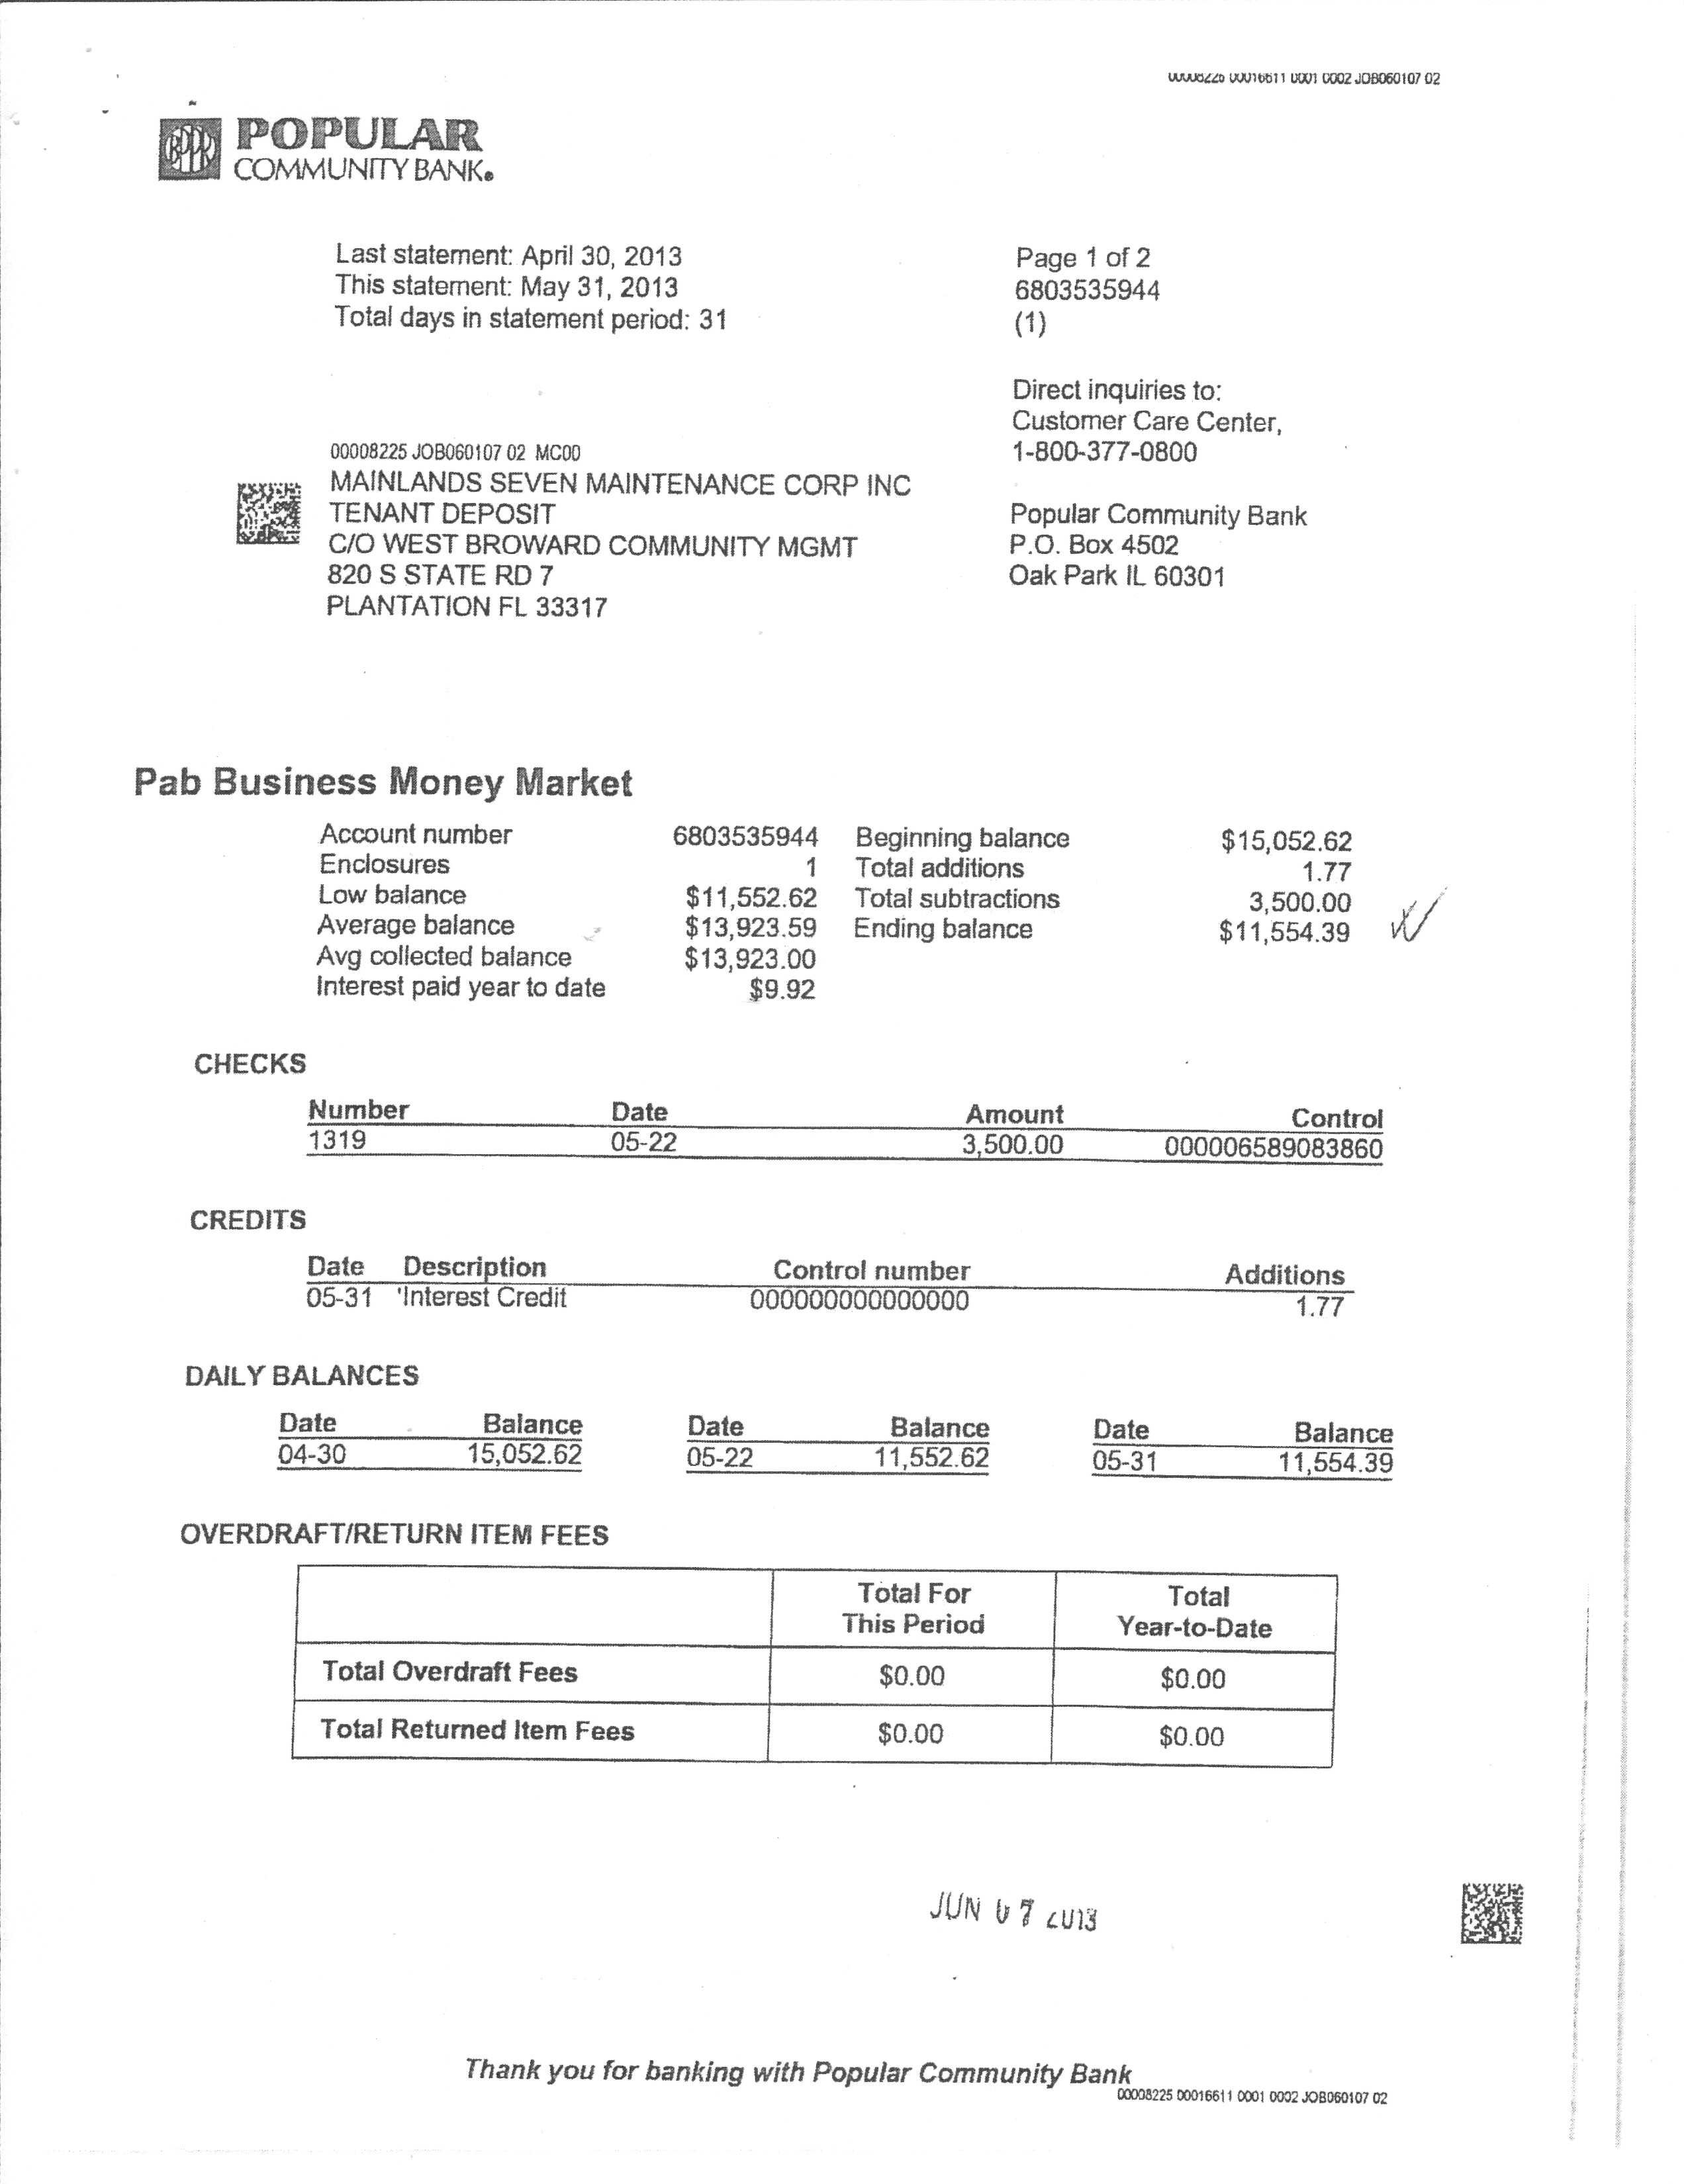 00008225 00016611 0001 0002 JOB060107 02
POPULAR
COMMUNITY BANK®
Last statement: April 30, 2013
This statement: May 31, 2013
Total days in statement period: 31
Page 1 of 2
6803535944
(1)
Direct inquiries to:
Customer Care Center,
1-800-377-0800
00008225 JOB060107 02 MC00
MAINLANDS SEVEN MAINTENANCE CORP INC
TENANT DEPOSIT
C/O WEST BROWARD COMMUNITY MGMT
820 S STATE RD 7
PLANTATION FL 33317
Popular Community Bank
P.O. Box 4502
Oak Park IL 60301
Pab Business Money Market
Account number 6803535944 Beginning balance $15,052.62
Enclosures 1 Total additions 1.77
Low balance $11,552.62 Total subtractions 3,500.00
Average balance $13,923.59 Ending balance $11,554.39
Avg collected balance $13,923.00
Interest paid year to date $9.92
CHECKS
Number Date Amount Control
1319 05-22 3,500.00 000006589083860
CREDITS
Date Description Control number Additions
05-31 'Interest Credit 000000000000000 1.77
DAILY BALANCES
Date Balance Date Balance Date Balance
04-30 15,052.62 05-22 11,552.62 05-31 11,554.39
OVERDRAFT/RETURN ITEM FEES
Total For Total
This Period Year-to-Date
Total Overdraft Fees $0.00 $0.00
Total Returned Item Fees $0.00 $0.00
JUN 07 2013
Thank you for banking with Popular Community Bank
00008225 00016611 0001 0002 JOB060107 02